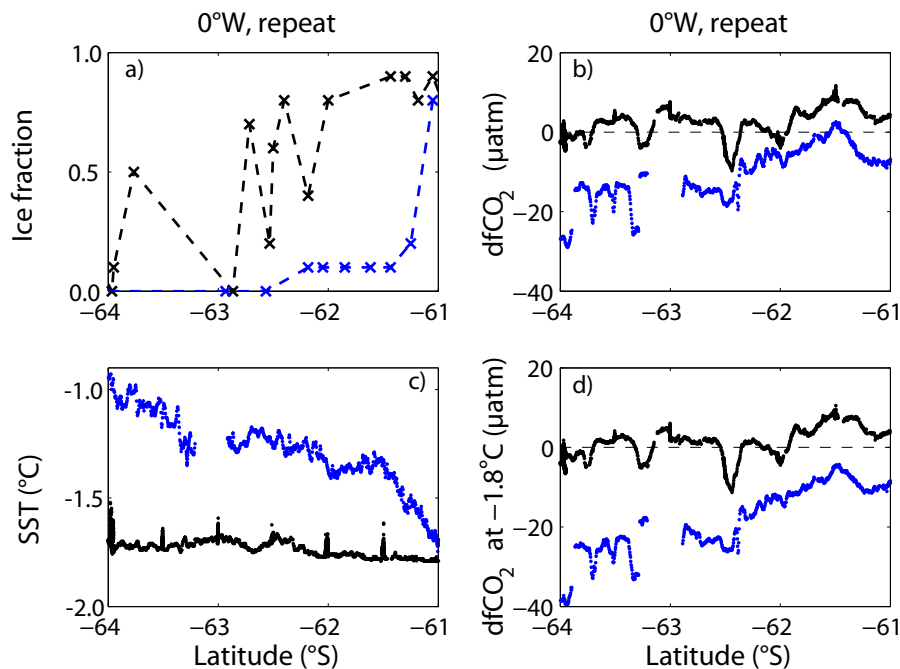 0°W, repeat
0°W, repeat
a)
1.0
0.5
0.0
Ice fraction
−64
−63
−62
−61
b)
20
0
−20
−40
dfCO2 (µatm)
−64
−63
−62
−61
c)
-1.0
-1.5
-2.0
SST (°C)
−64
−63
−62
−61
Latitude (°S)
d)
20
0
−20
−40
dfCO2 at −1.8°C (µatm)
−64
−63
−62
−61
Latitude (°S)